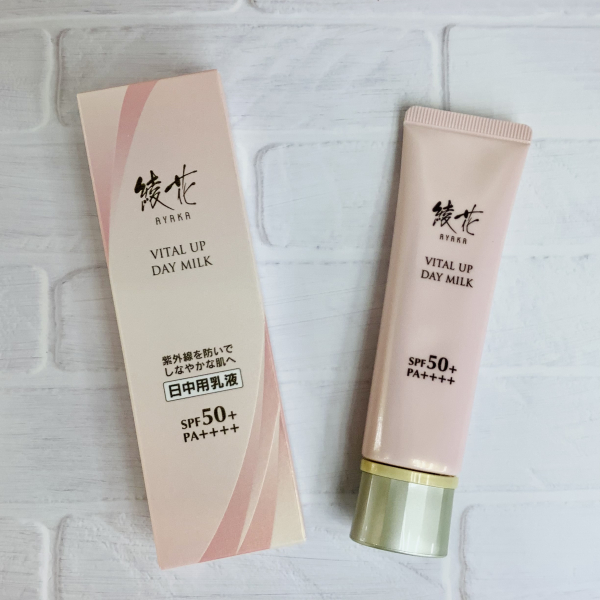 綾花
AYAKA
VITAL UP
DAY MILK
紫外線を防いで
しなやかな肌へ
日中用乳液
SPF50+
PA++++
綾花
AYAKA
VITAL UP
DAY MILK
SPF50+
PA++++